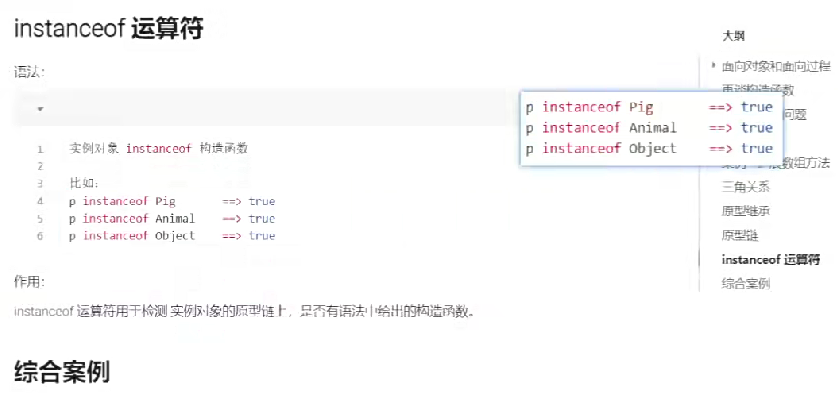 instanceof 运算符
语法：
1 实例对象 instanceof 构造函数
2
3 比如：
4 p instanceof Pig ==> true
5 p instanceof Animal ==> true
6 p instanceof Object ==> true
作用：
instanceof 运算符用于检测 实例对象的原型链上，是否有语法中给出的构造函数。
综合案例
p instanceof Pig ==> true
p instanceof Animal ==> true
p instanceof Object ==> true
大纲
面向对象和面向过程
再谈构造函数
问题
数组方法
三角关系
原型继承
原型链
instanceof 运算符
综合案例